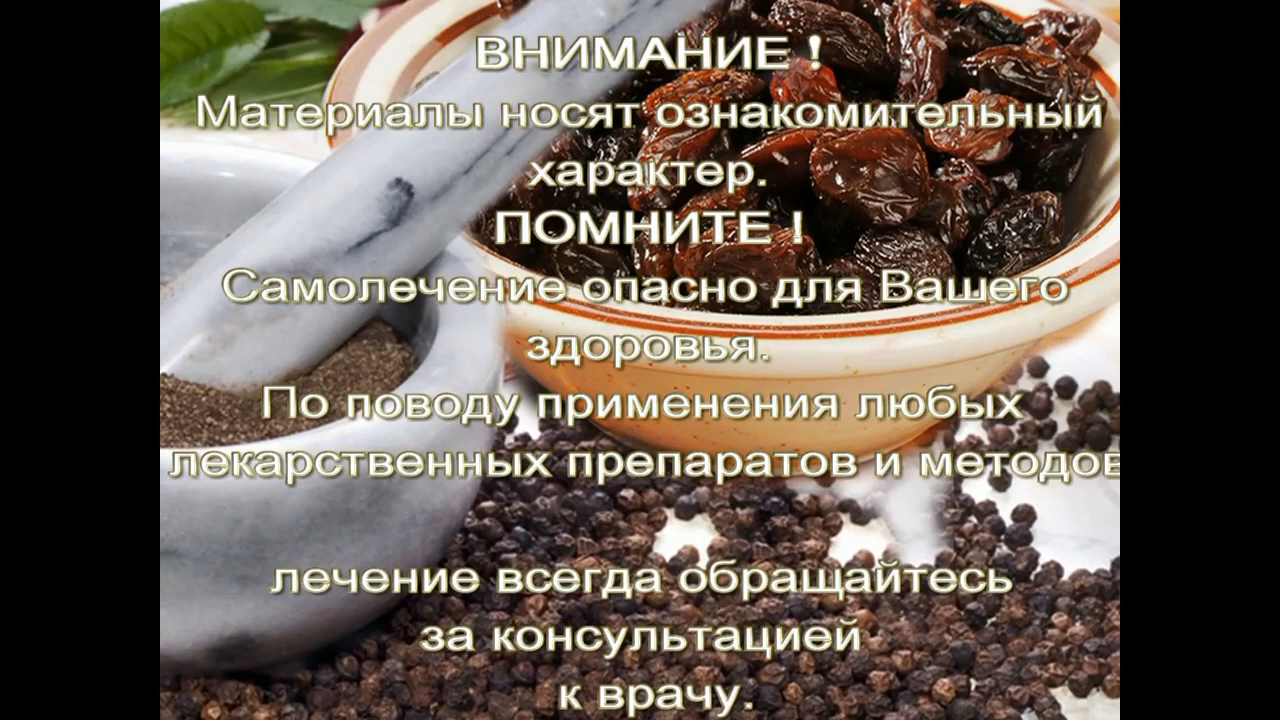 ВНИМАНИЕ !
Материалы носят ознакомительный
характер.
ПОМНИТЕ !
Самолечение опасно для Вашего
здоровья.
По поводу применения любых
лекарственных препаратов и методов
лечение всегда обращайтесь
за консультацией
к врачу.